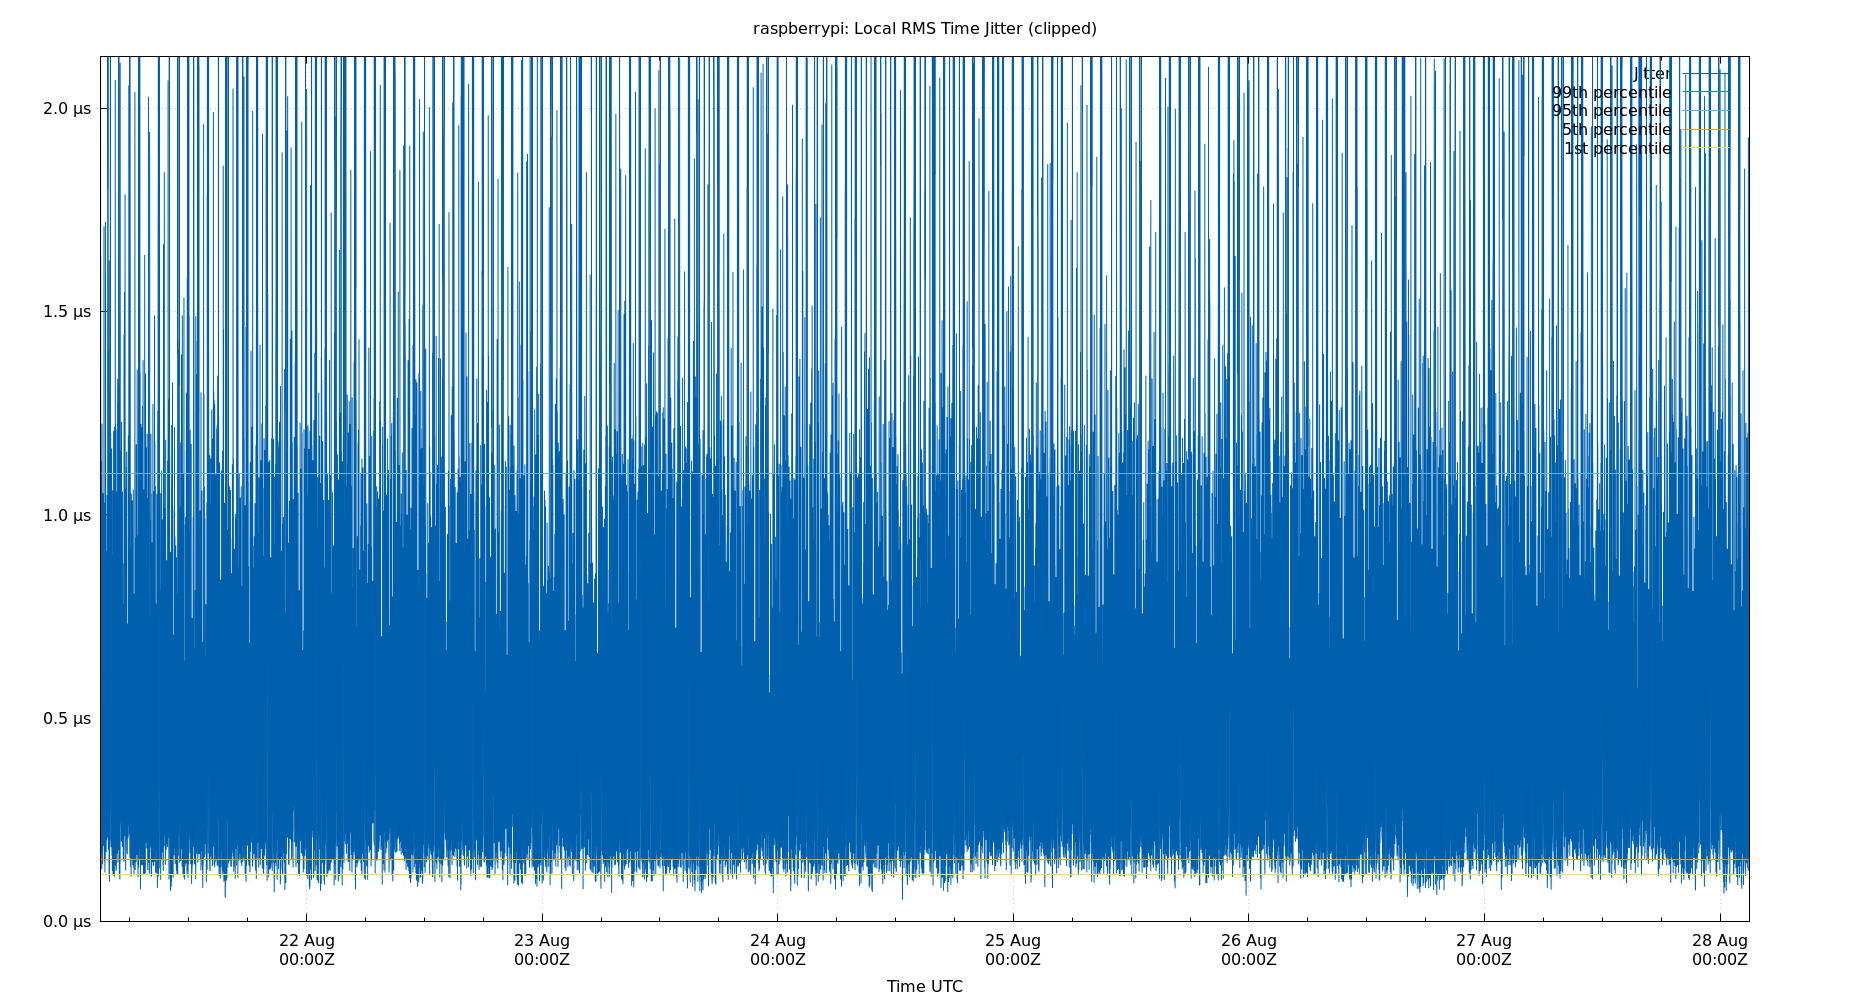 raspberrypi: Local RMS Time Jitter (clipped)
Jitter
99th percentile
95th percentile
5th percentile
1st percentile
2.0 µs
1.5 µs
1.0 µs
0.5 µs
0.0 µs
22 Aug 23 Aug 24 Aug 25 Aug 26 Aug 27 Aug 28 Aug
00:00Z 00:00Z 00:00Z 00:00Z 00:00Z 00:00Z 00:00Z
Time UTC